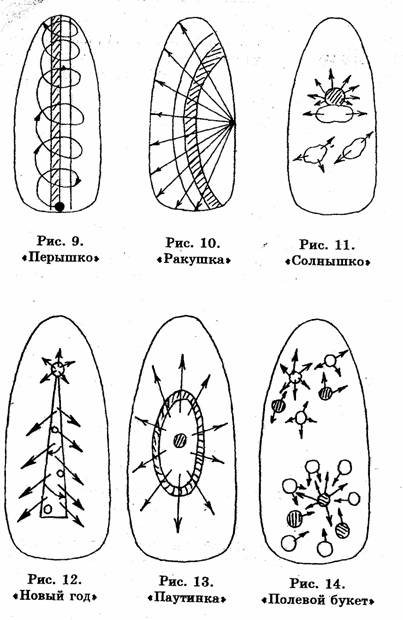 Рис. 9.
«Перышко»
Рис. 10.
«Ракушка»
Рис. 11.
«Солнышко»
Рис. 12.
«Новый год»
Рис. 13.
«Паутинка»
Рис. 14.
«Полевой букет»